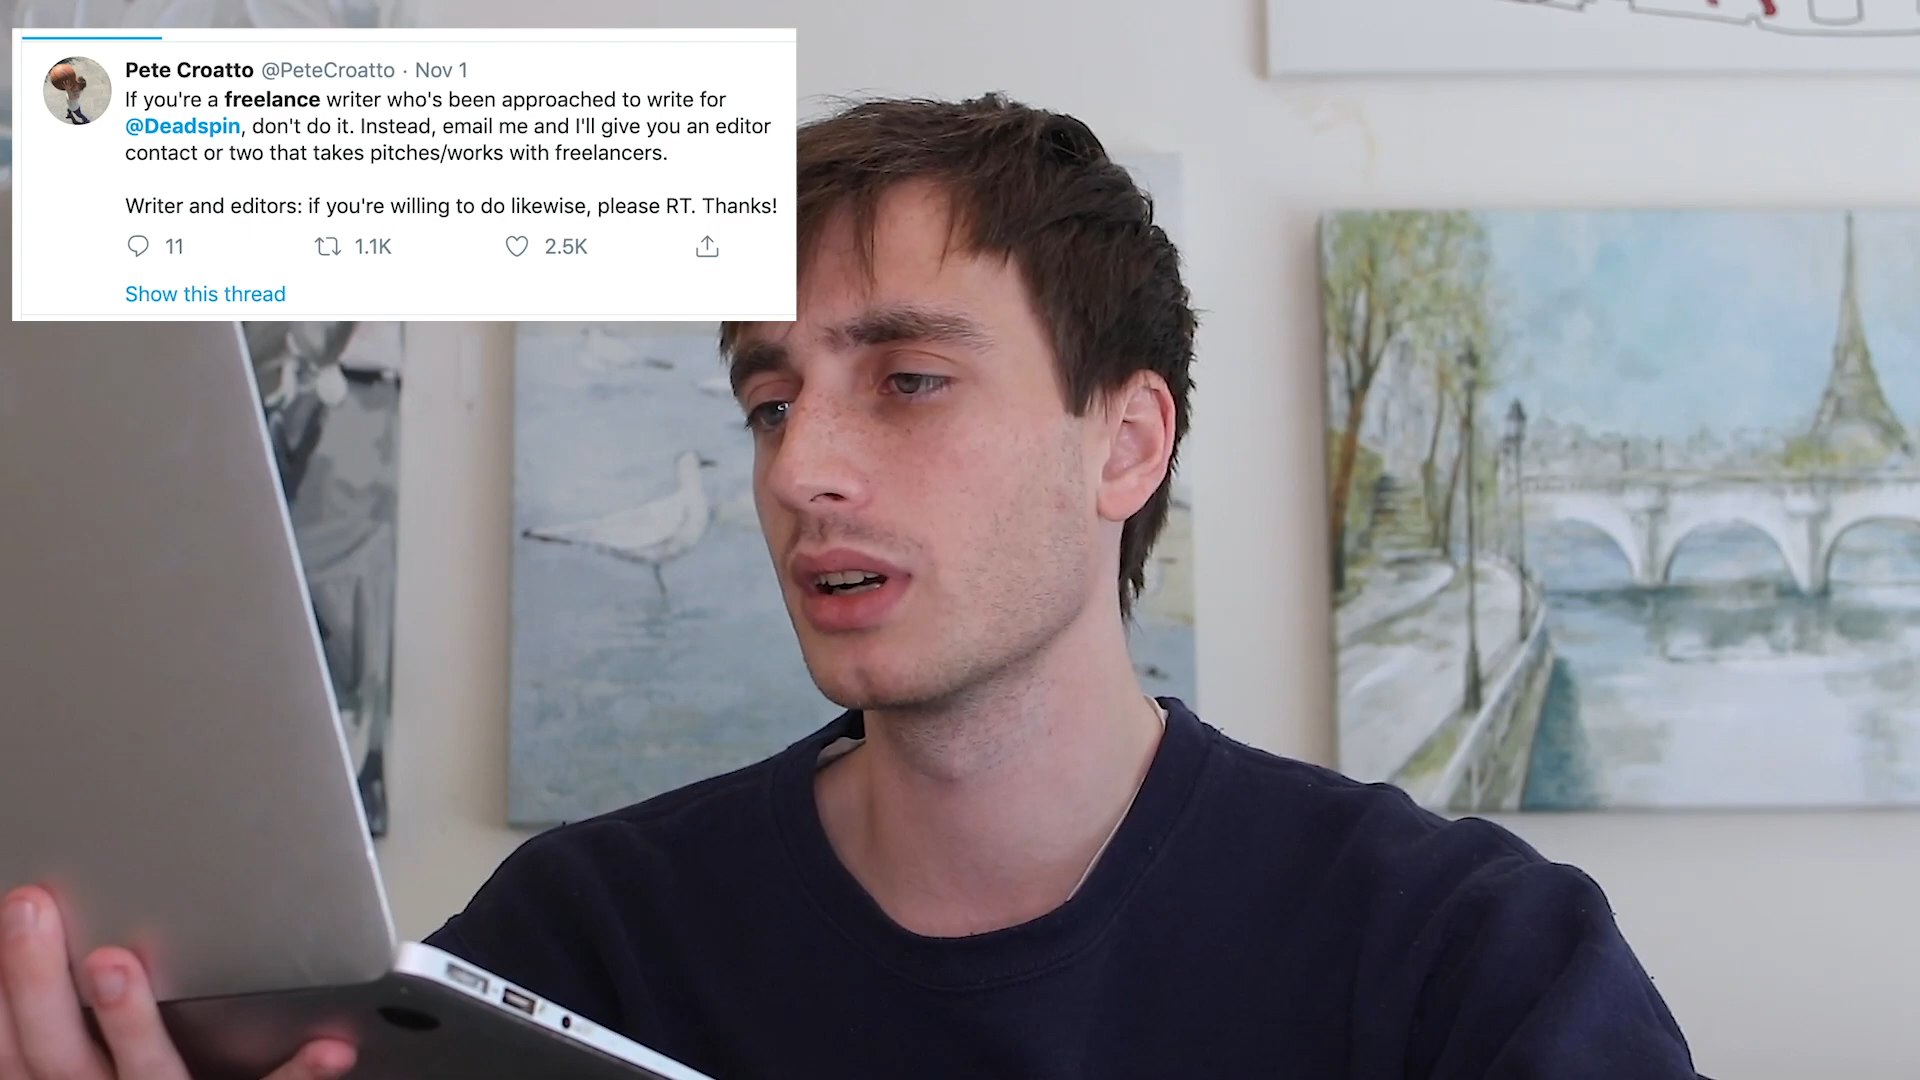 Pete Croatto @PeteCroatto · Nov 1
If you're a freelance writer who's been approached to write for
@Deadspin, don't do it. Instead, email me and I'll give you an editor
contact or two that takes pitches/works with freelancers.
Writer and editors: if you're willing to do likewise, please RT. Thanks!
11 1.1K 2.5K
Show this thread